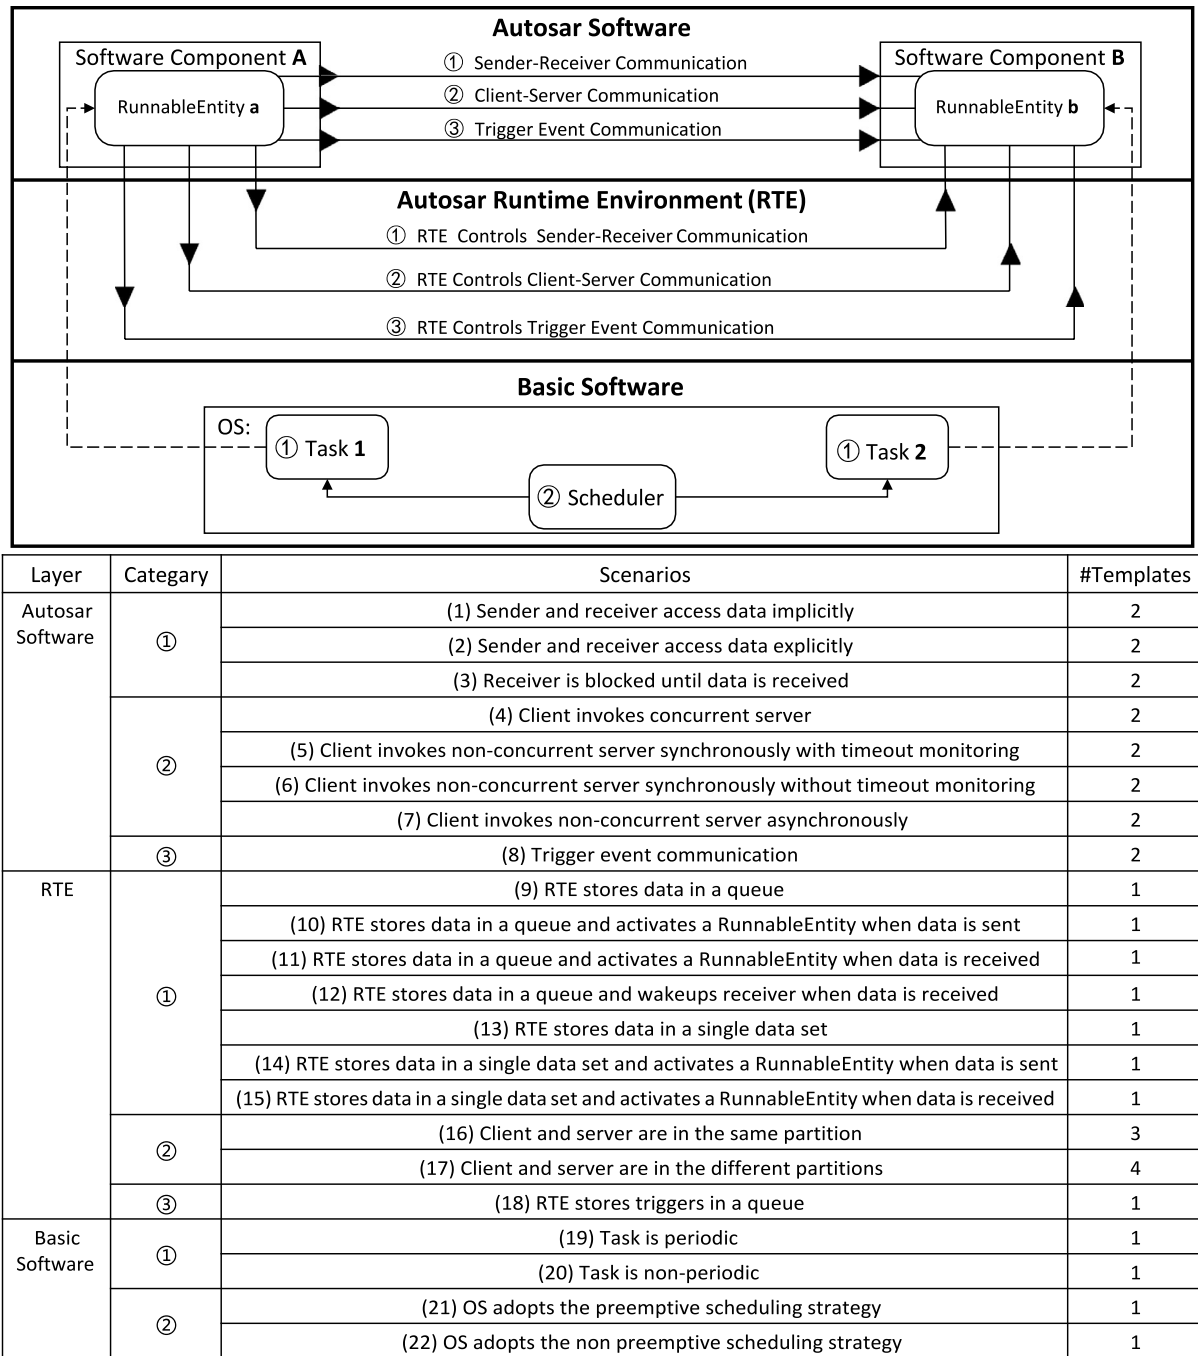 Autosar Software
Software Component A
Software Component B
① Sender-Receiver Communication
RunnableEntity a
② Client-Server Communication
RunnableEntity b
③ Trigger Event Communication
Autosar Runtime Environment (RTE)
① RTE Controls Sender-Receiver Communication
② RTE Controls Client-Server Communication
③ RTE Controls Trigger Event Communication
Basic Software
OS:
① Task 1
① Task 2
② Scheduler
Layer Categary Scenarios #Templates
Autosar Software ① (1) Sender and receiver access data implicitly 2
(2) Sender and receiver access data explicitly 2
(3) Receiver is blocked until data is received 2
② (4) Client invokes concurrent server 2
(5) Client invokes non-concurrent server synchronously with timeout monitoring 2
(6) Client invokes non-concurrent server synchronously without timeout monitoring 2
(7) Client invokes non-concurrent server asynchronously 2
③ (8) Trigger event communication 2
RTE ① (9) RTE stores data in a queue 1
(10) RTE stores data in a queue and activates a RunnableEntity when data is sent 1
(11) RTE stores data in a queue and activates a RunnableEntity when data is received 1
(12) RTE stores data in a queue and wakeups receiver when data is received 1
(13) RTE stores data in a single data set 1
(14) RTE stores data in a single data set and activates a RunnableEntity when data is sent 1
(15) RTE stores data in a single data set and activates a RunnableEntity when data is received 1
② (16) Client and server are in the same partition 3
(17) Client and server are in the different partitions 4
③ (18) RTE stores triggers in a queue 1
Basic Software ① (19) Task is periodic 1
(20) Task is non-periodic 1
② (21) OS adopts the preemptive scheduling strategy 1
(22) OS adopts the non preemptive scheduling strategy 1